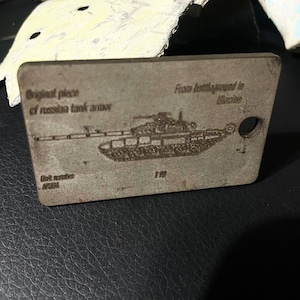 Original piece
of russian tank armor
From battleground in
Ukraine
Unit number